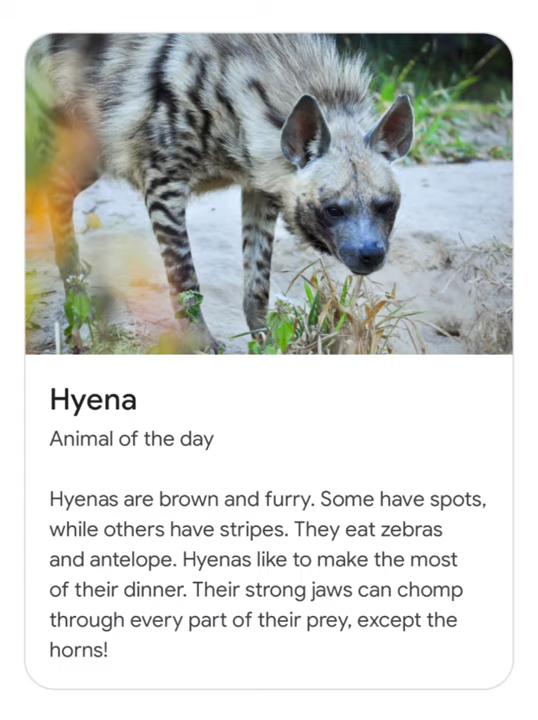 Hyena
Animal of the day
Hyenas are brown and furry. Some have spots,
while others have stripes. They eat zebras
and antelope. Hyenas like to make the most
of their dinner. Their strong jaws can chomp
through every part of their prey, except the
horns!